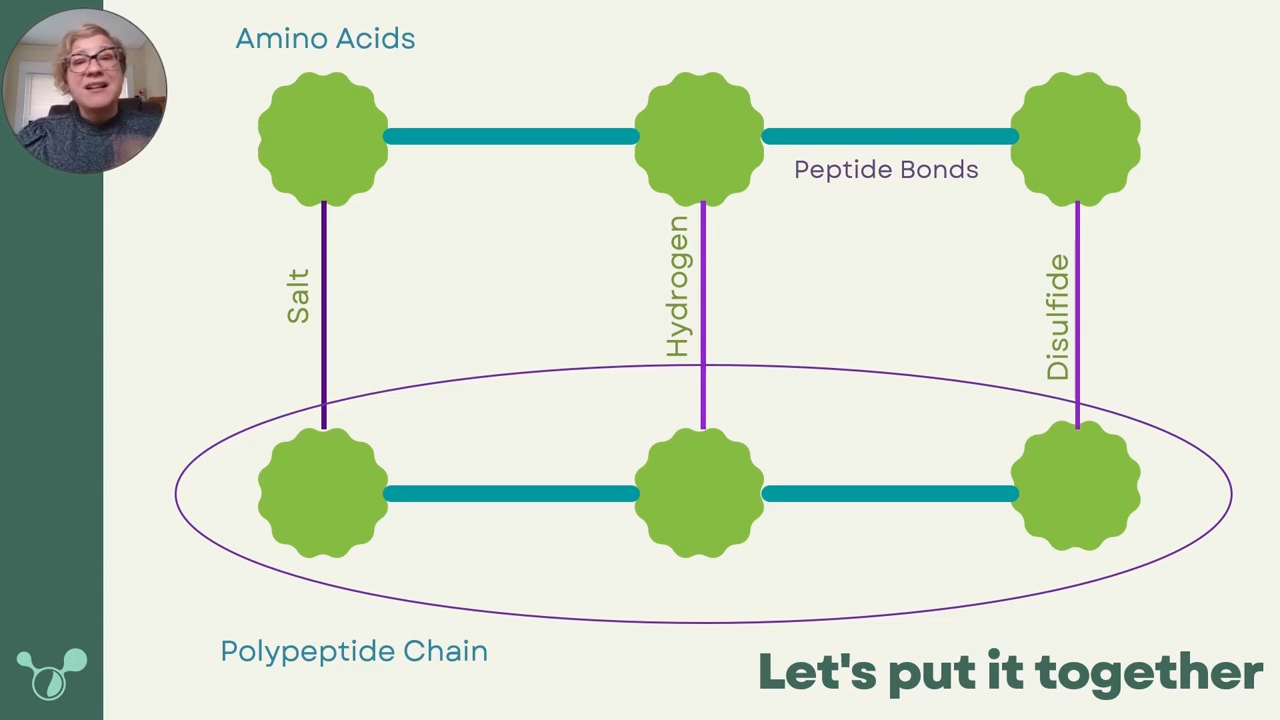 Amino Acids
Peptide Bonds
Salt
Hydrogen
Disulfide
Polypeptide Chain
Let's put it together